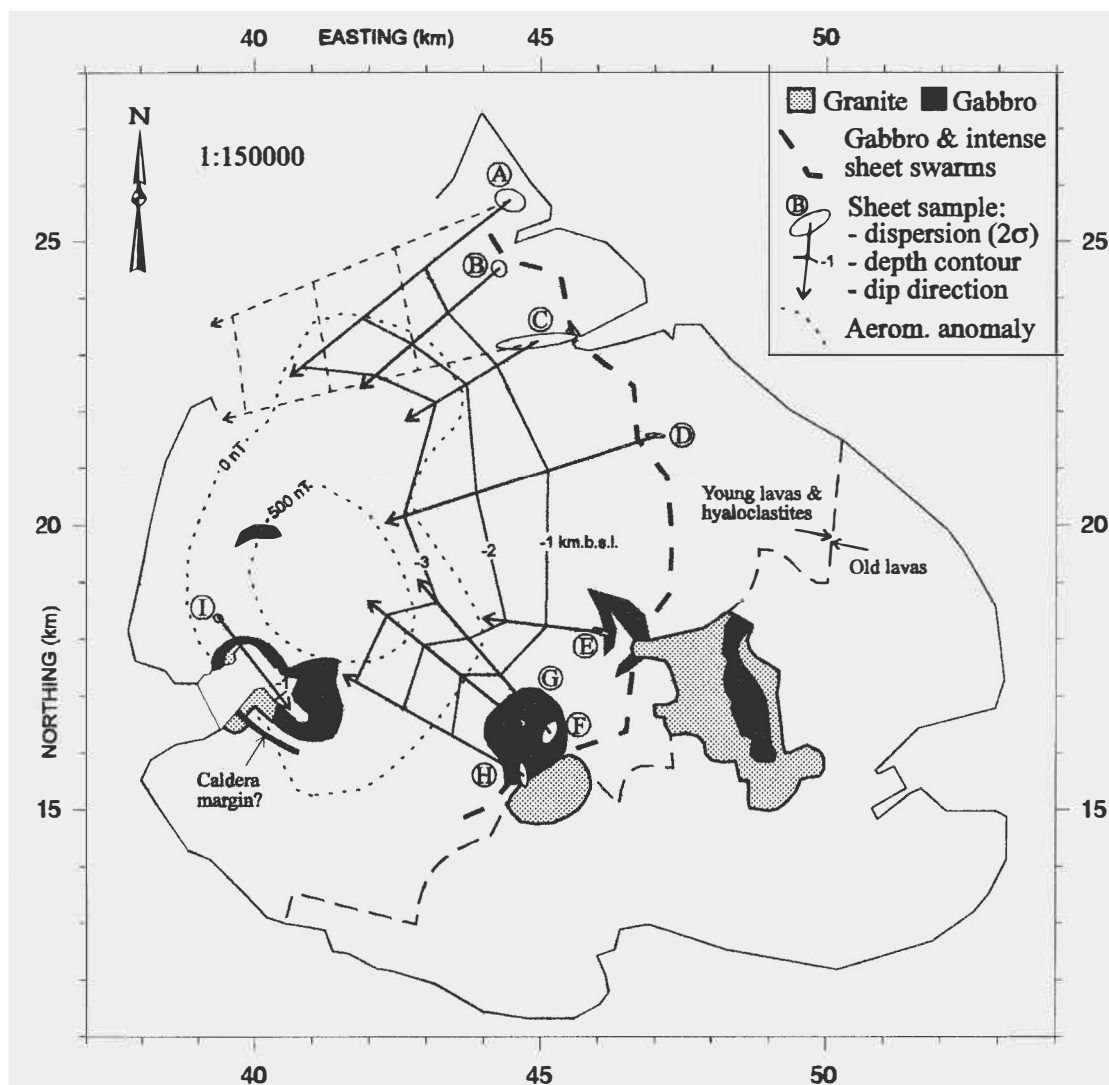 40 EASTING (km) 45 50
N
1:150000
Granite Gabbro
Gabbro & intense
sheet swarms
B Sheet sample:
- dispersion (2σ)
-1 - depth contour
- dip direction
Aerom. anomaly
A
B
C
D
25 25
0 nT
500 nT
Young lavas &
hyaloclastites
Old lavas
20 20
-1 km.b.s.l.
-2
-3
I
E
G
F
H
-1
NORTHING (km)
Caldera
margin?
15 15
40 45 50